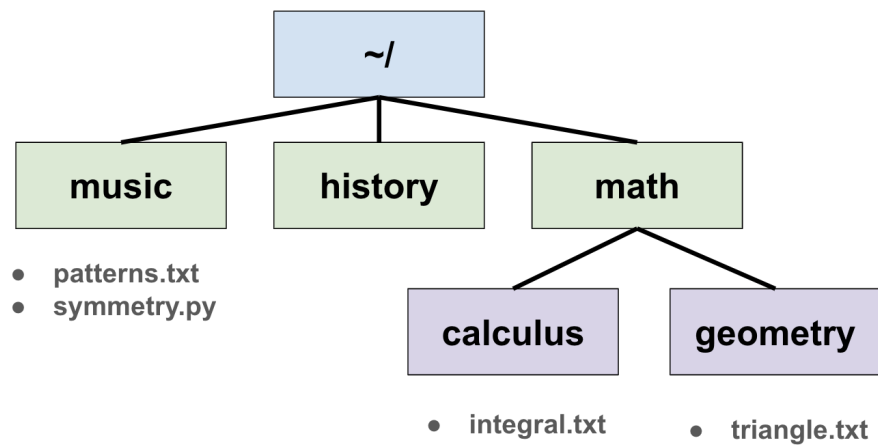 ~/
music
history
math
● patterns.txt
● symmetry.py
calculus
geometry
● integral.txt
● triangle.txt